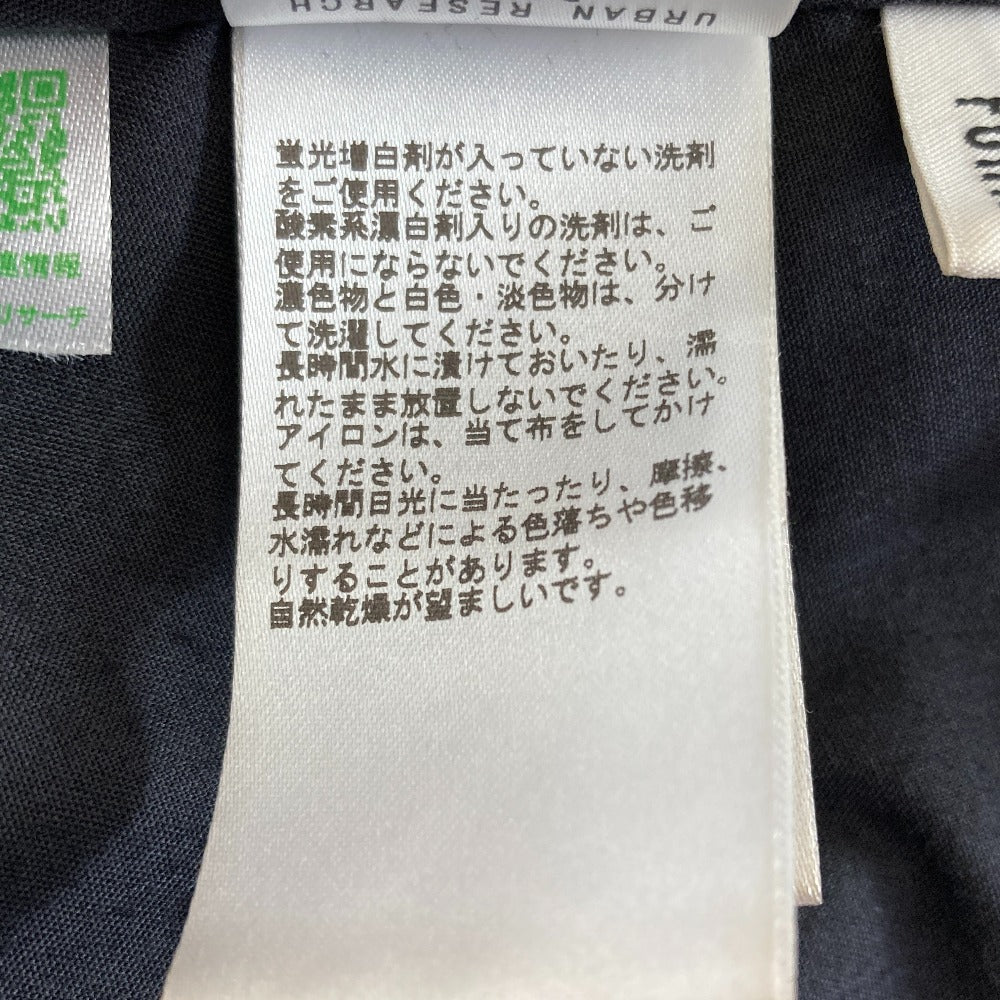 URBAN RESEARCH
蛍光増白剤が入っていない洗剤
をご使用ください。
酸素系漂白剤入りの洗剤は、ご
使用にならないでください。
濃色物と白色・淡色物は、分け
て洗濯してください。
長時間水に漬けておいたり、濡
れたまま放置しないでください。
アイロンは、当て布をしてかけ
てください。
長時間日光に当たったり、摩擦、
水濡れなどによる色落ちや色移
りすることがあります。
自然乾燥が望ましいです。
情報
リサーチ